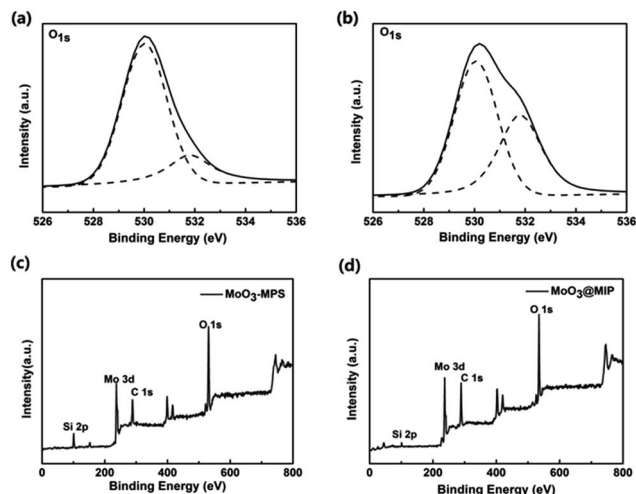 (a)
O1s
Intensity (a.u.)
526 528 530 532 534 536
Binding Energy (eV)
(b)
O1s
Intensity (a.u.)
526 528 530 532 534 536
Binding Energy (eV)
(c)
MoO3-MPS
O 1s
Mo 3d
C 1s
Si 2p
Intensity(a.u.)
0 200 400 600 800
Binding Energy (eV)
(d)
MoO3@MIP
O 1s
Mo 3d
C 1s
Si 2p
Intensity(a.u.)
0 200 400 600 800
Binding Energy (eV)